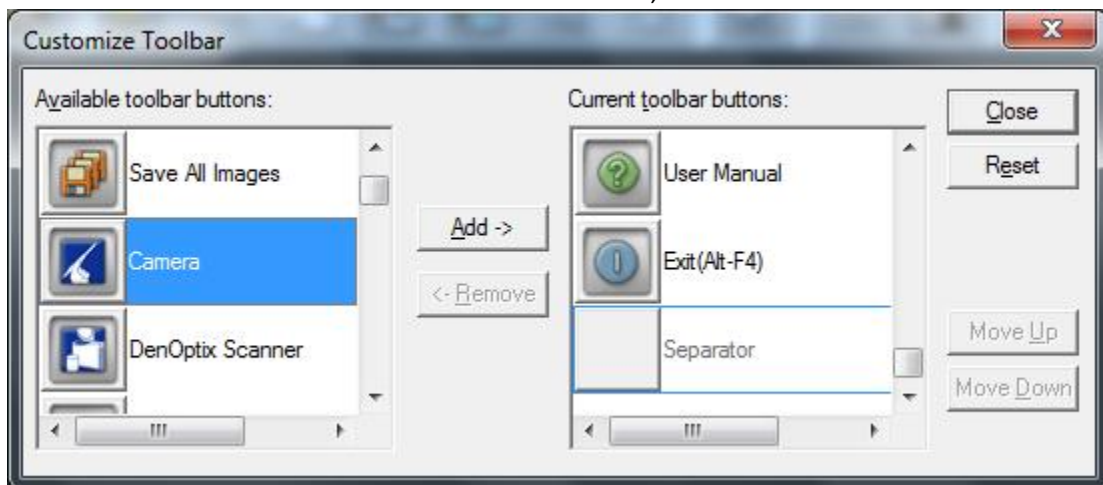 Customize Toolbar
Available toolbar buttons:
Save All Images
Camera
DenOptix Scanner
Add ->
<- Remove
Current toolbar buttons:
User Manual
Exit(Alt-F4)
Separator
Close
Reset
Move Up
Move Down